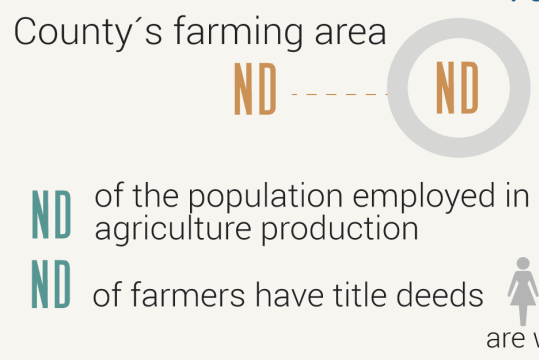 County´s farming area
ND ND
ND of the population employed in
agriculture production
ND of farmers have title deeds
are